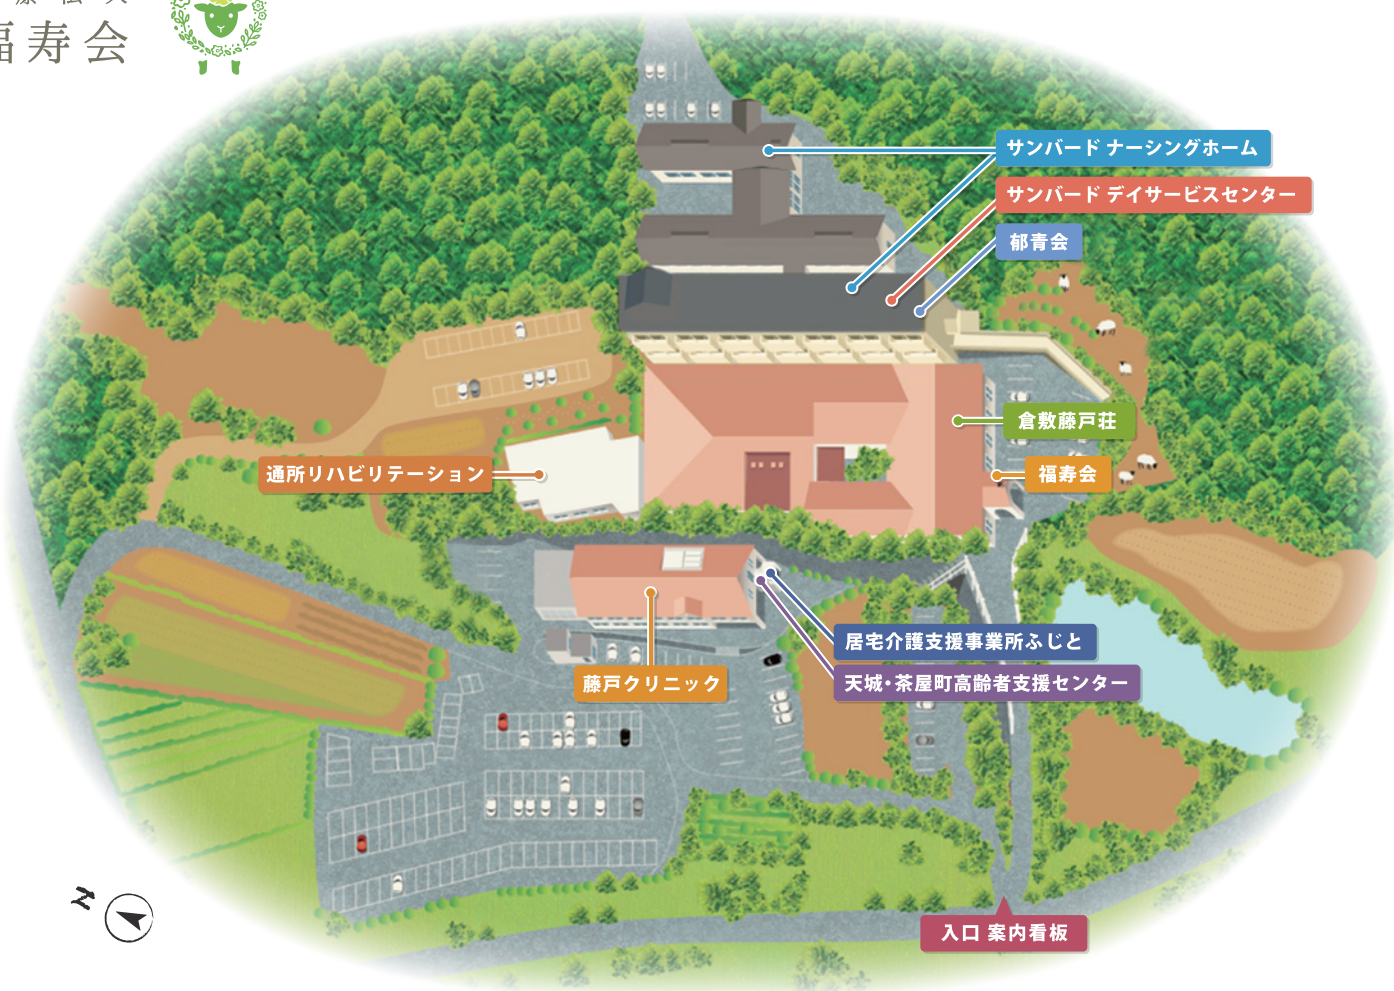 福寿会
サンバード ナーシングホーム
サンバード デイサービスセンター
郁青会
倉敷藤戸荘
通所リハビリテーション
福寿会
居宅介護支援事業所ふじと
天城・茶屋町高齢者支援センター
藤戸クリニック
N
入口 案内看板